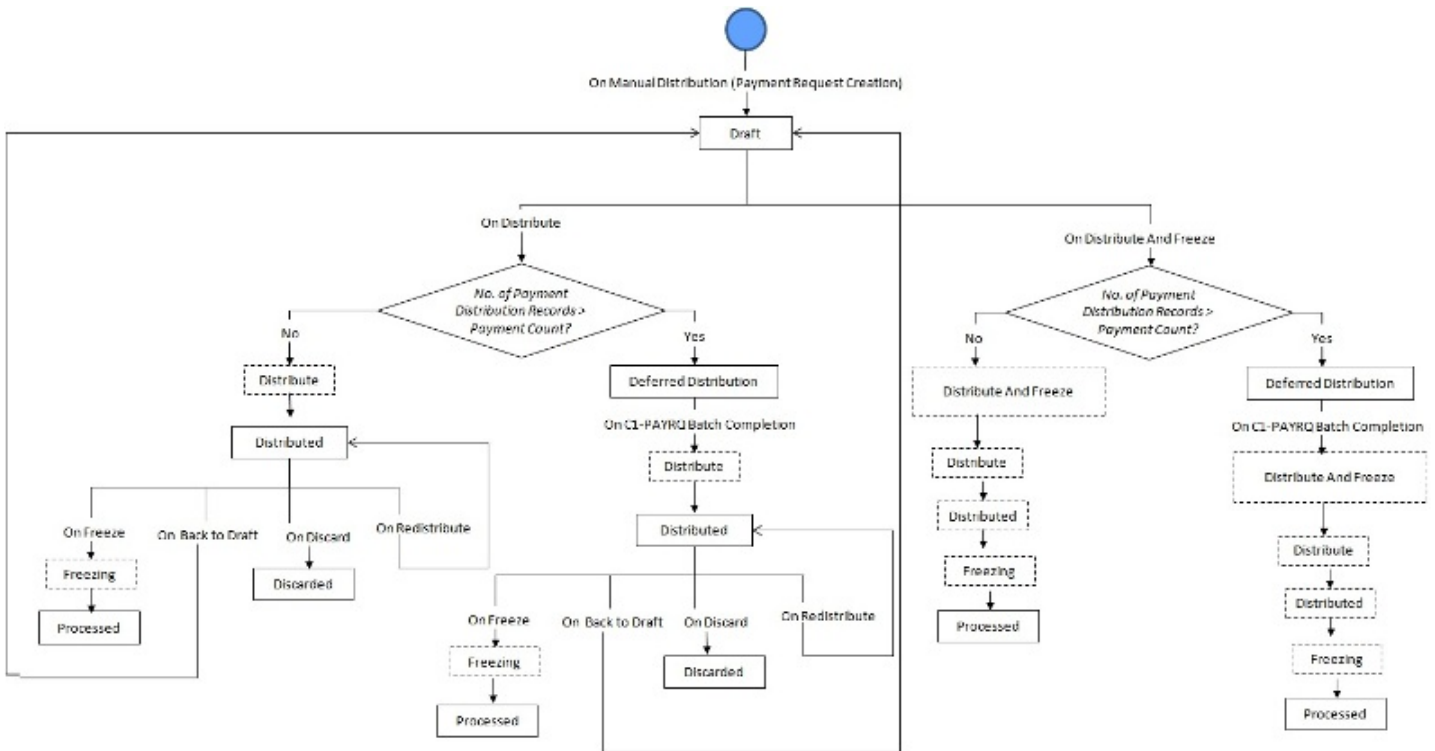 On Manual Distribution (Payment Request Creation)
Draft
On Distribute
On Distribute And Freeze
No. of Payment
Distribution Records >
Payment Count?
No
Yes
Distribute
Distributed
On Freeze
On Back to Draft
On Discard
On Redistribute
Freezing
Discarded
Processed
Deferred Distribution
On C1-PAYRQ Batch Completion
Distribute
Distributed
On Freeze
On Back to Draft
On Discard
On Redistribute
Freezing
Discarded
Processed
No. of Payment
Distribution Records >
Payment Count?
No
Yes
Distribute And Freeze
Distribute
Distributed
Freezing
Processed
Deferred Distribution
On C1-PAYRQ Batch Completion
Distribute And Freeze
Distribute
Distributed
Freezing
Processed